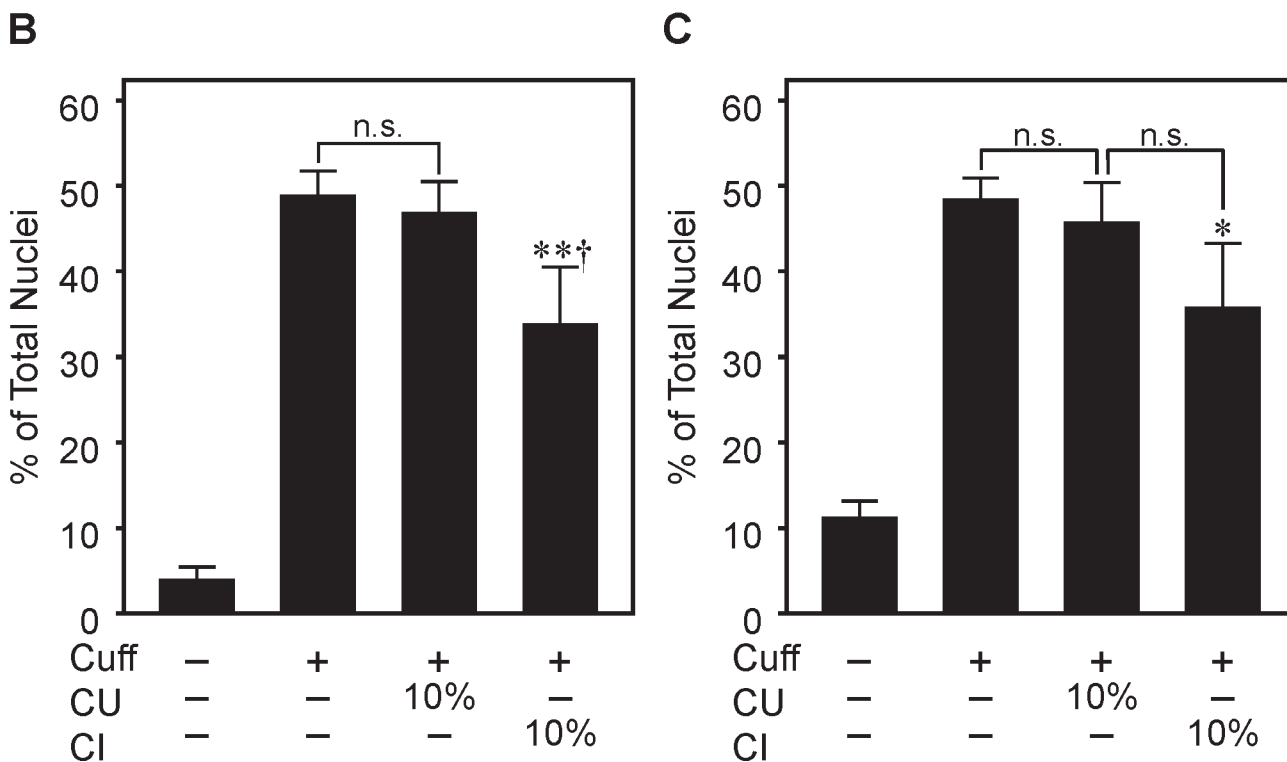 B
% of Total Nuclei
60
50
40
30
20
10
0
n.s.
**†
Cuff – + + +
CU – – 10% –
CI – – – 10%
C
% of Total Nuclei
60
50
40
30
20
10
0
n.s. n.s.
*
Cuff – + + +
CU – – 10% –
CI – – – 10%